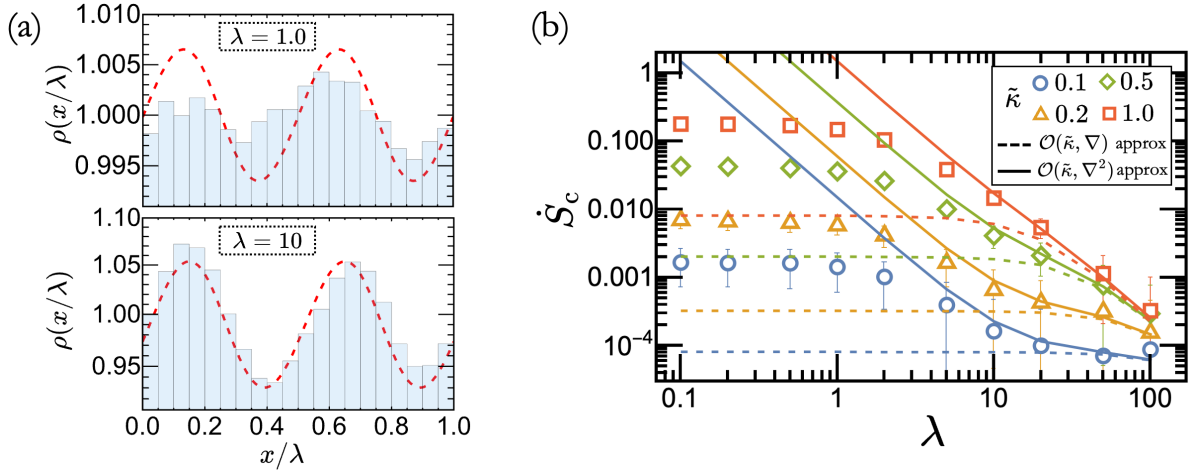 (a)
1.010
1.005
1.000
0.995
ρ(x/λ)
λ = 1.0
1.10
1.05
1.00
0.95
ρ(x/λ)
λ = 10
0.0 0.2 0.4 0.6 0.8 1.0
x/λ
(b)
1
0.100
0.010
0.001
10⁻⁴
Ṡc
κ̃ 0.1 0.5
0.2 1.0
O(κ̃, ∇) approx
O(κ̃, ∇²) approx
0.1 1 10 100
λ